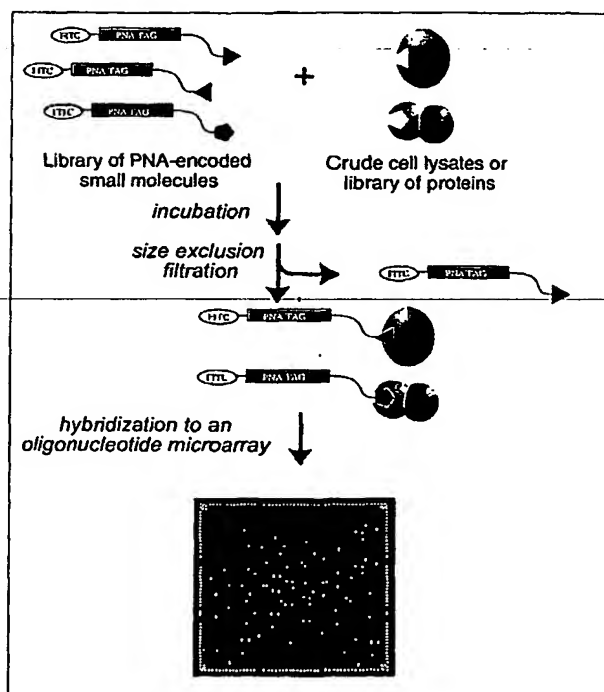 FITC PNA TAG
FITC PNA TAG
FITC PNA TAG
+
Library of PNA-encoded
small molecules
Crude cell lysates or
library of proteins
incubation
size exclusion
filtration
FITC PNA TAG
FITC PNA TAG
FITC PNA TAG
hybridization to an
oligonucleotide microarray